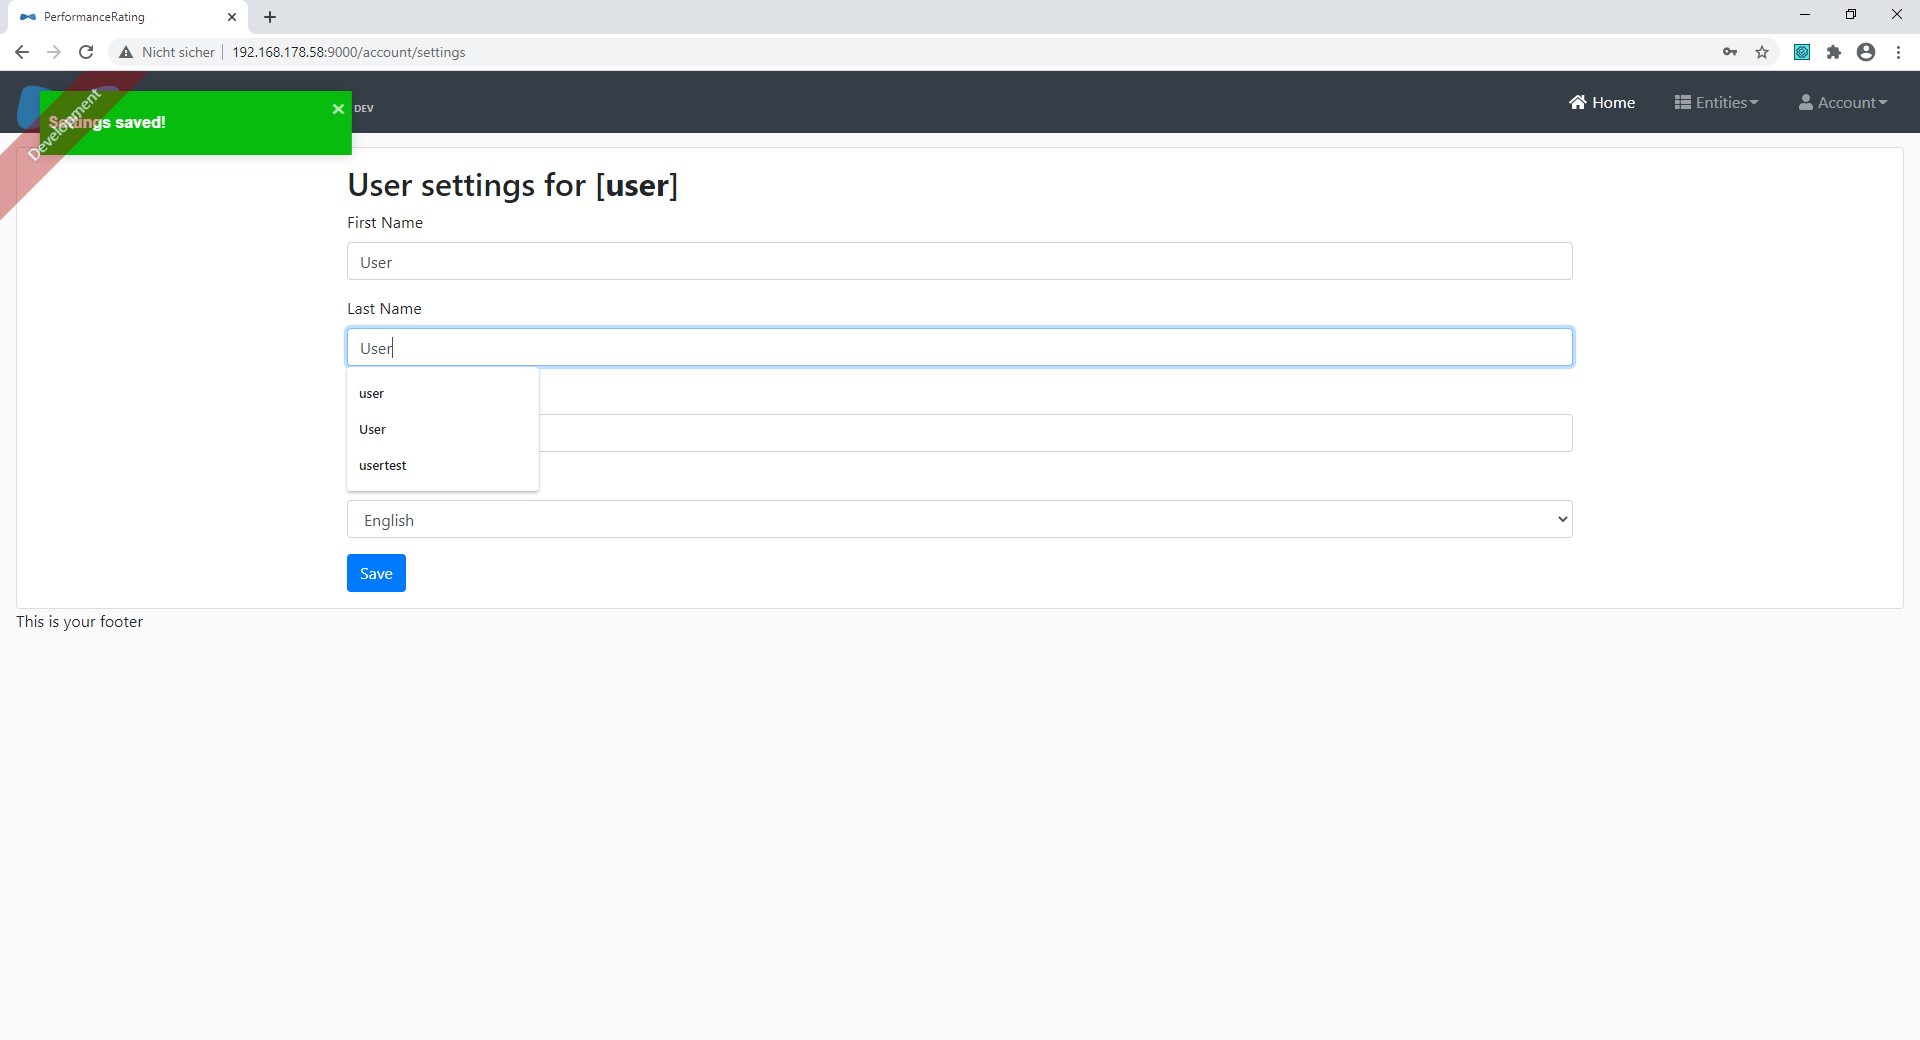 PerformanceRating
Nicht sicher
192.168.178.58:9000/account/settings
Development
Settings saved!
DEV
Home
Entities
Account
User settings for [user]
First Name
User
Last Name
User
user
User
usertest
English
Save
This is your footer